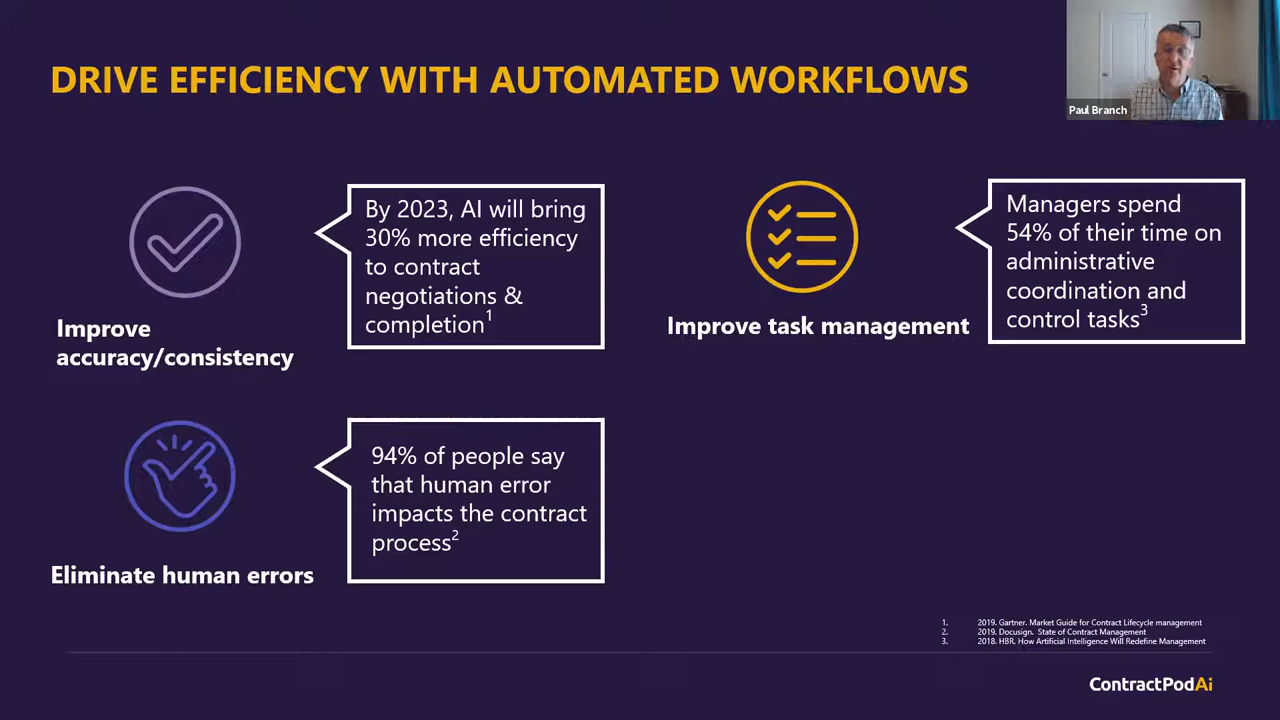 DRIVE EFFICIENCY WITH AUTOMATED WORKFLOWS
Paul Branch
By 2023, AI will bring
30% more efficiency
to contract
negotiations &
completion1
Improve
accuracy/consistency
Managers spend
54% of their time on
administrative
coordination and
control tasks3
Improve task management
94% of people say
that human error
impacts the contract
process2
Eliminate human errors
1. 2019. Gartner. Market Guide for Contract Lifecycle management
2. 2019. Docusign. State of Contract Management
3. 2018. HBR. How Artificial Intelligence Will Redefine Management
ContractPodAi